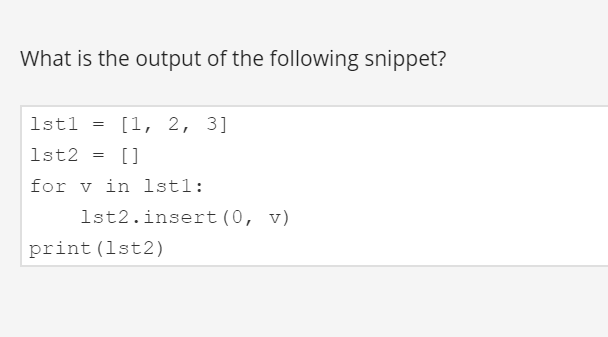 What is the output of the following snippet?
lst1 = [1, 2, 3]
lst2 = []
for v in lst1:
    lst2.insert(0, v)
print(lst2)